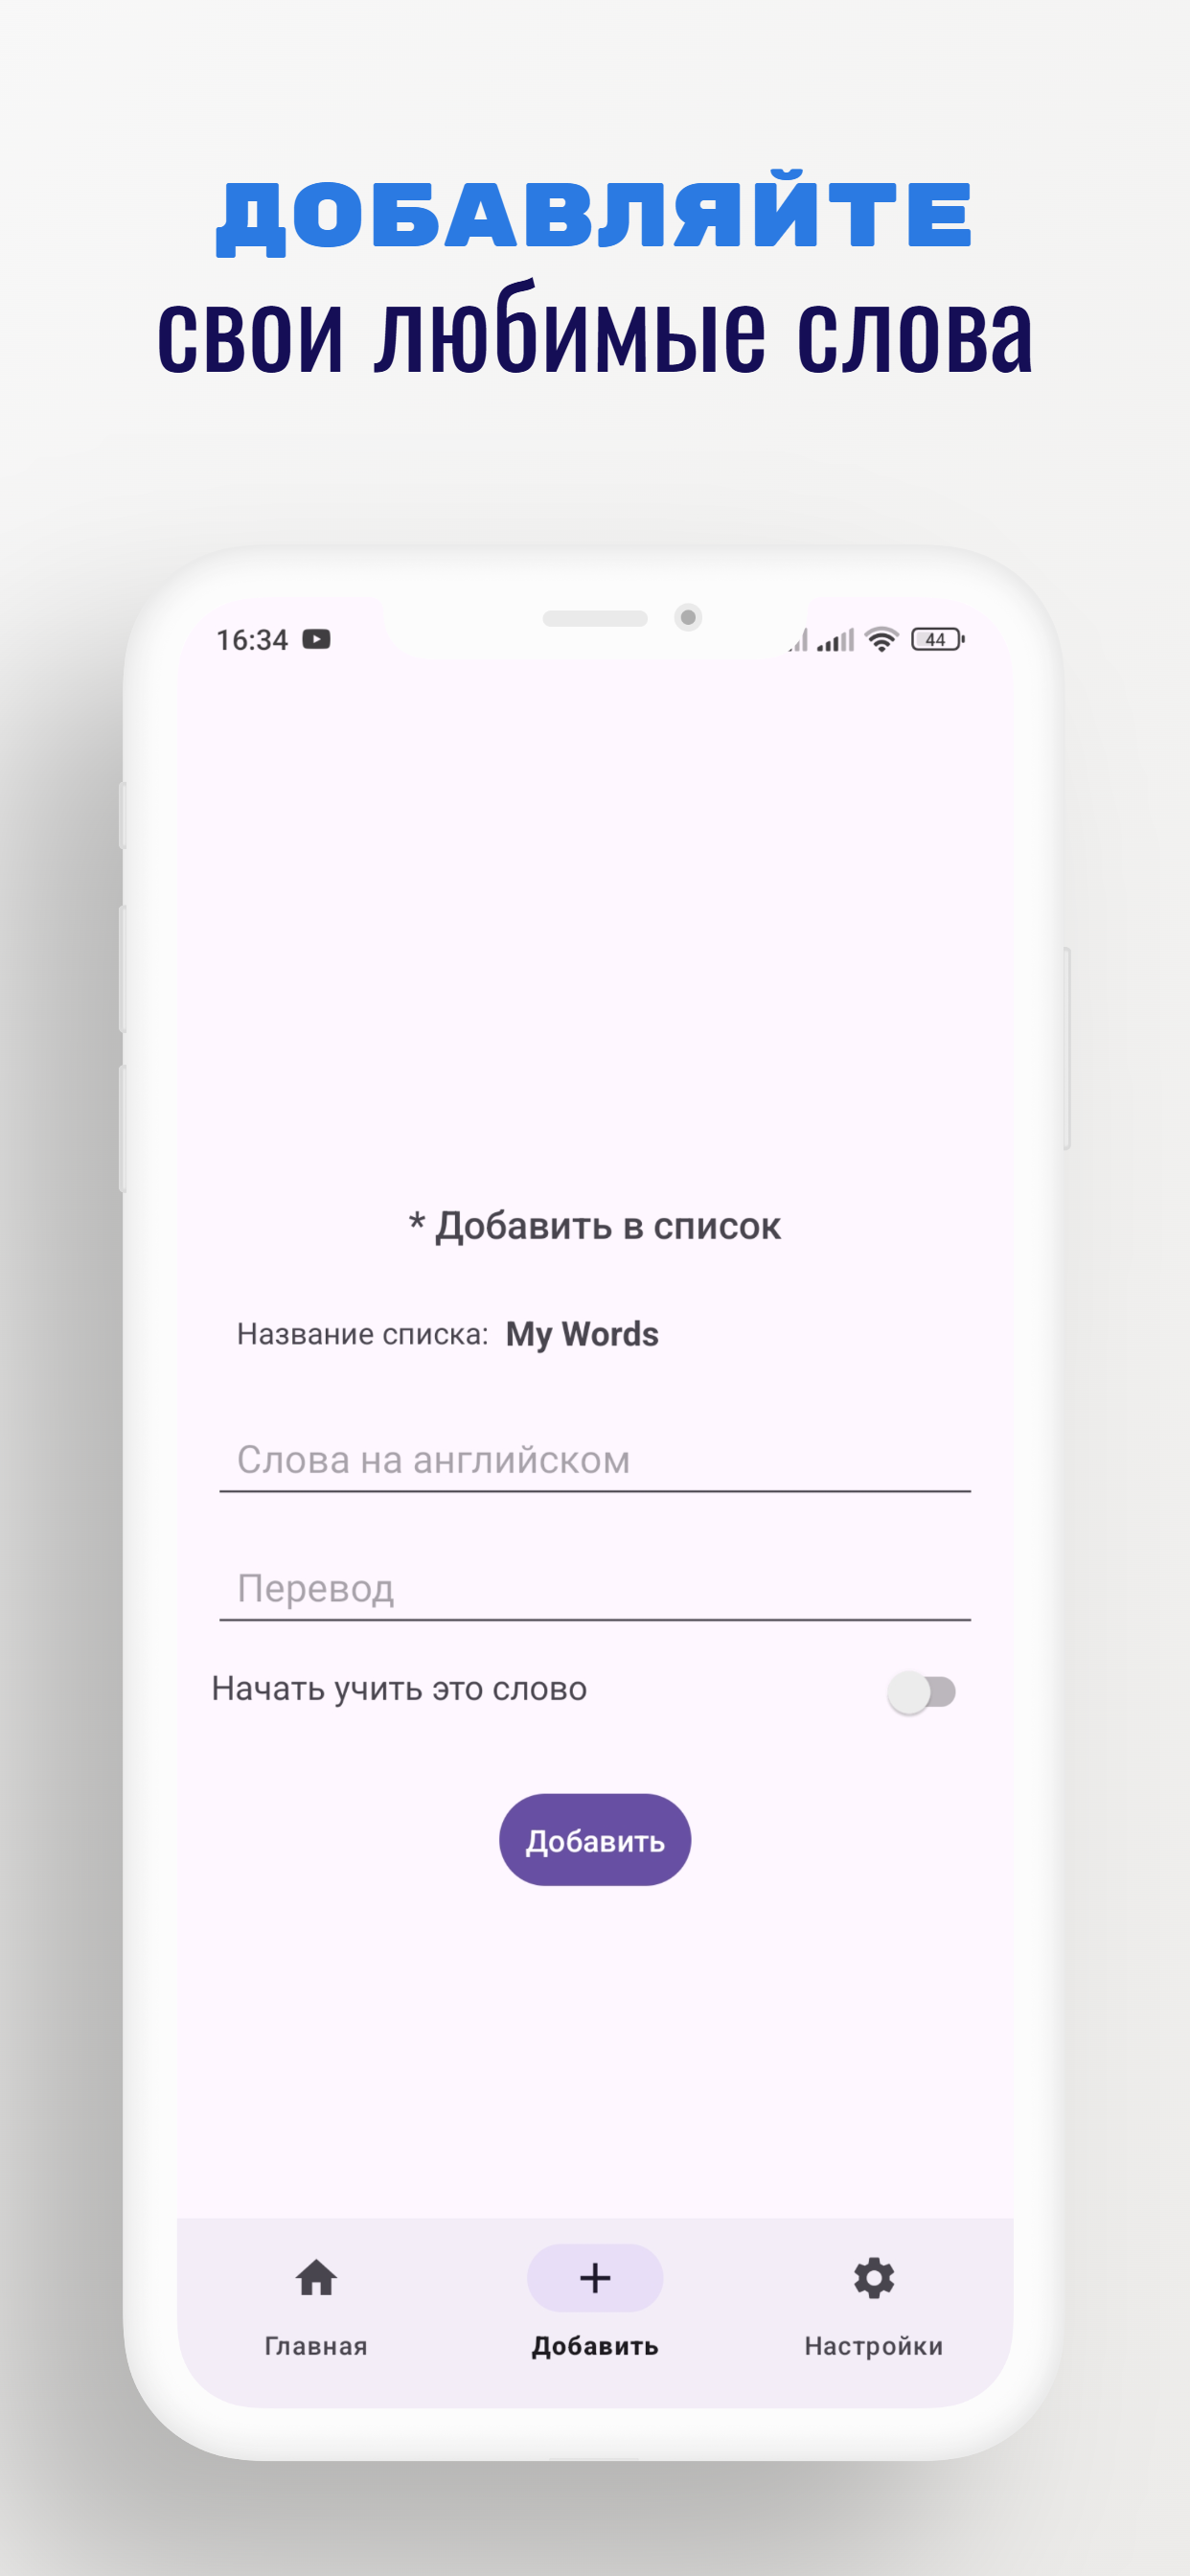 ДОБАВЛЯЙТЕ
свои любимые слова
16:34 44
* Добавить в список
Название списка: My Words
Слова на английском
Перевод
Начать учить это слово
Добавить
Главная Добавить Настройки